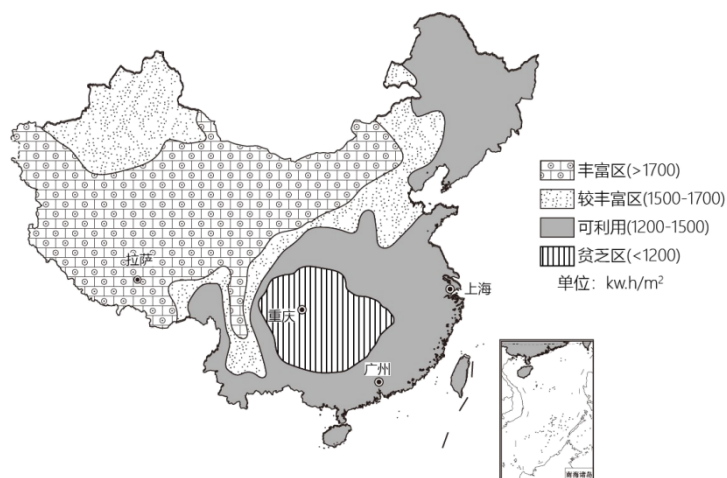 丰富区(>1700)
较丰富区(1500-1700)
可利用(1200-1500)
贫乏区(<1200)
单位：kw.h/m²
拉萨
上海
重庆
广州
南海诸岛